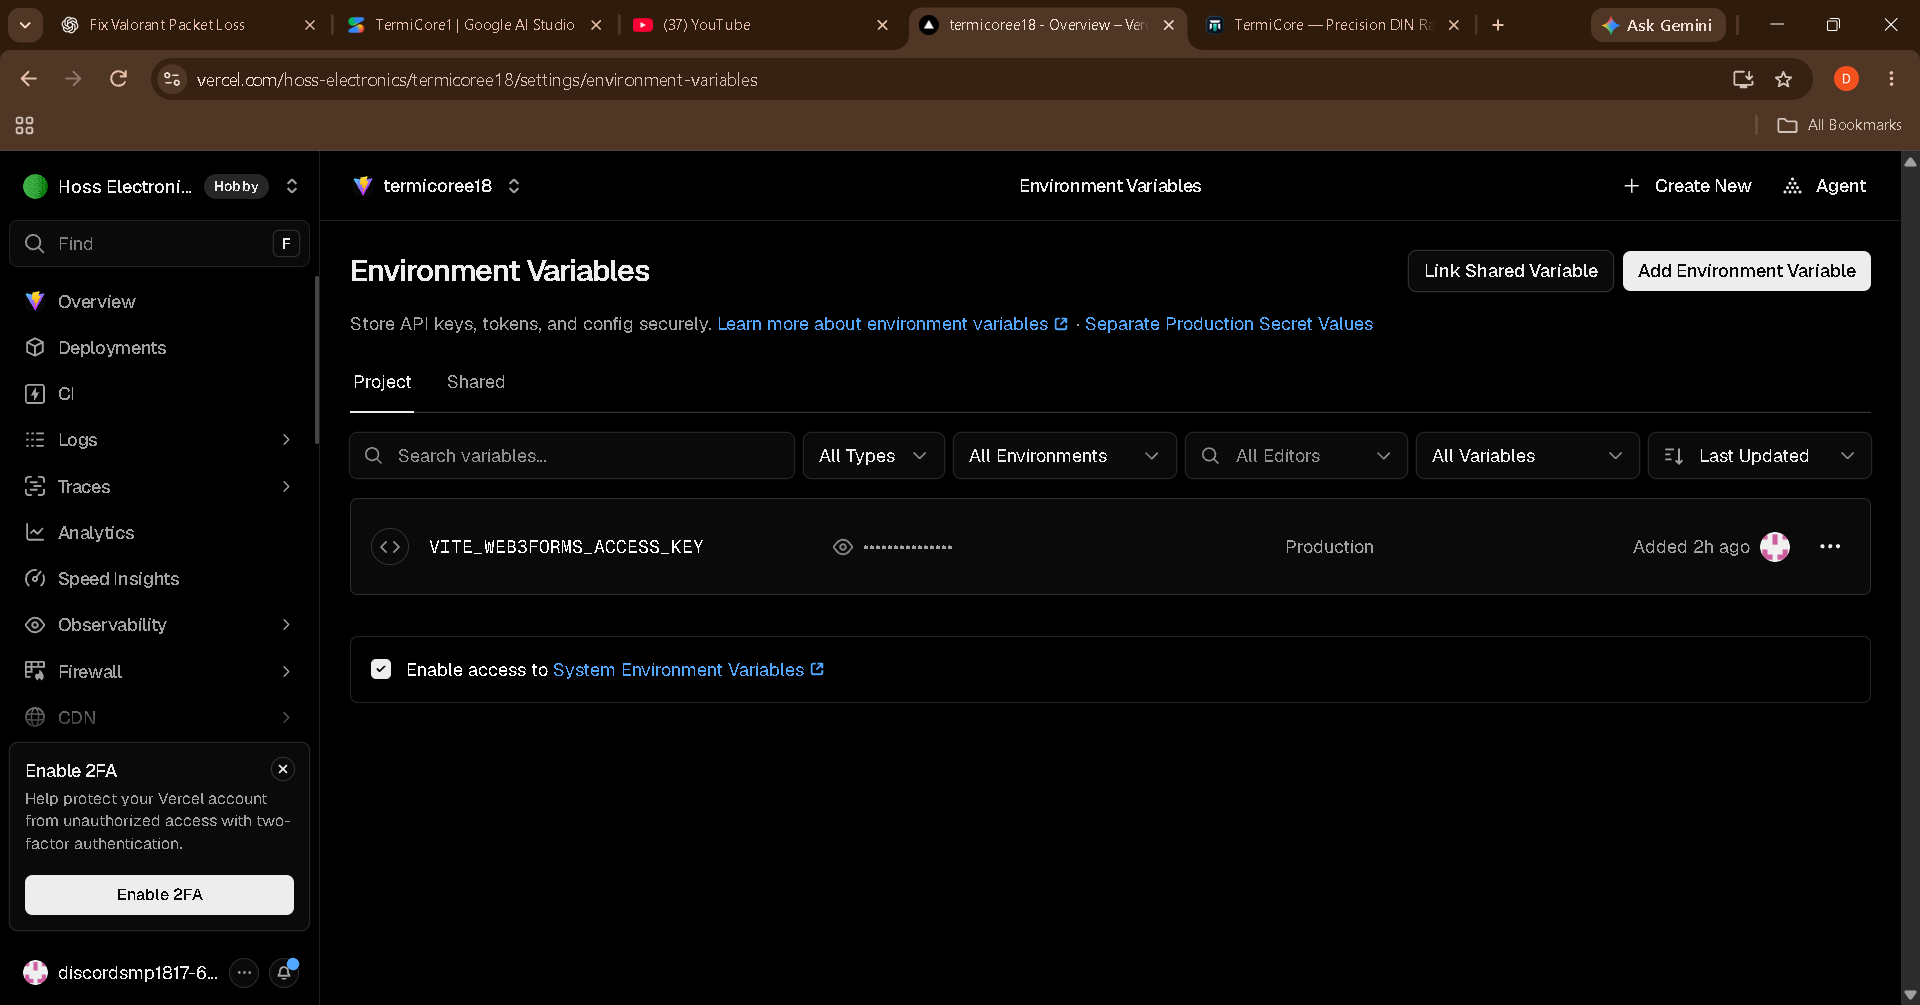 Fix Valorant Packet Loss
TermiCore1 | Google AI Studio
(37) YouTube
termicoree18 - Overview – Ver
TermiCore — Precision DIN Ra
Ask Gemini
vercel.com/hoss-electronics/termicoree18/settings/environment-variables
D
All Bookmarks
Hoss Electroni...
Hobby
termicoree18
Environment Variables
Create New
Agent
Find
F
Overview
Deployments
CI
Logs
Traces
Analytics
Speed Insights
Observability
Firewall
CDN
Enable 2FA
Help protect your Vercel account
from unauthorized access with two-
factor authentication.
Enable 2FA
discordsmp1817-6...
Environment Variables
Link Shared Variable
Add Environment Variable
Store API keys, tokens, and config securely. Learn more about environment variables · Separate Production Secret Values
Project
Shared
Search variables...
All Types
All Environments
All Editors
All Variables
Last Updated
VITE_WEB3FORMS_ACCESS_KEY
•••••••••••••••
Production
Added 2h ago
Enable access to System Environment Variables